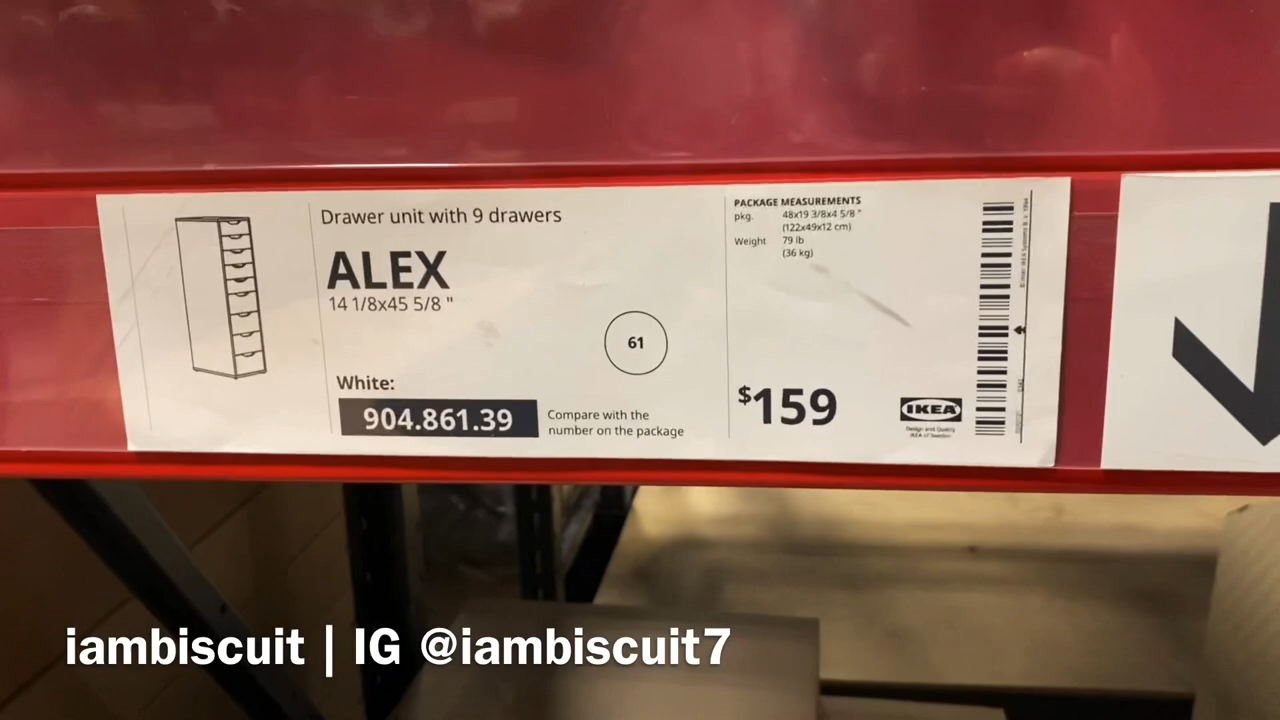 Drawer unit with 9 drawers
ALEX
14 1/8x45 5/8 "
61
White:
904.861.39
Compare with the
number on the package
PACKAGE MEASUREMENTS
pkg. 48x19 3/8x4 5/8 "
(122x49x12 cm)
Weight 79 lb
(36 kg)
$159
IKEA
Design and Quality
IKEA of Sweden
iambiscuit | IG @iambiscuit7